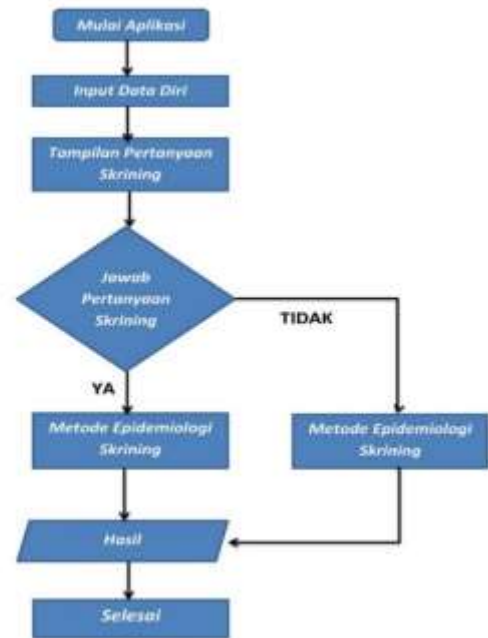 Mulai Aplikasi
Input Data Diri
Tampilan Pertanyaan
Skrining
Jawab
Pertanyaan
Skrining
TIDAK
YA
Metode Epidemiologi
Skrining
Metode Epidemiologi
Skrining
Hasil
Selesai